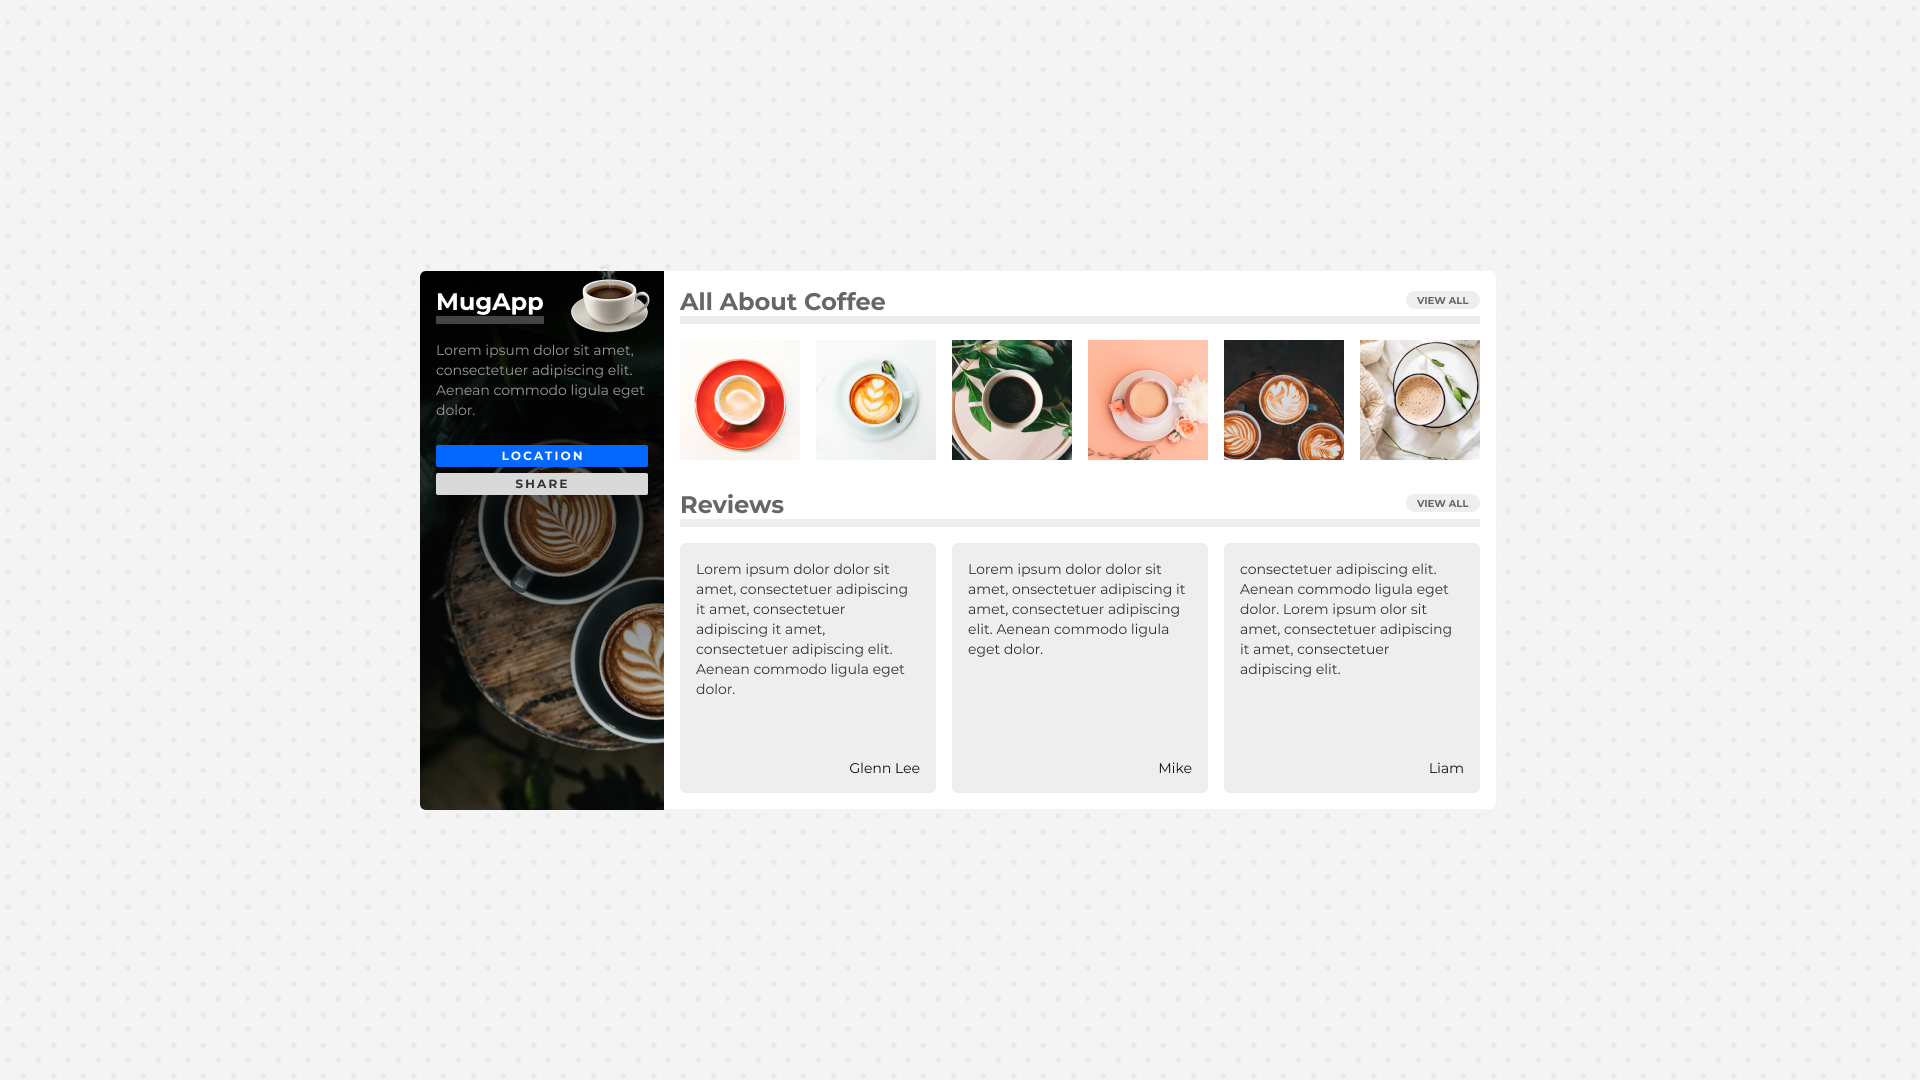 MugApp
Lorem ipsum dolor sit amet,
consectetuer adipiscing elit.
Aenean commodo ligula eget
dolor.
LOCATION
SHARE
All About Coffee
VIEW ALL
Reviews
VIEW ALL
Lorem ipsum dolor dolor sit
amet, consectetuer adipiscing
it amet, consectetuer
adipiscing it amet,
consectetuer adipiscing elit.
Aenean commodo ligula eget
dolor.
Glenn Lee
Lorem ipsum dolor dolor sit
amet, onsectetuer adipiscing it
amet, onsectetuer adipiscing
elit. Aenean commodo ligula
eget dolor.
Mike
consectetuer adipiscing elit.
Aenean commodo ligula eget
dolor. Lorem ipsum olor sit
amet, consectetuer adipiscing
it amet, consectetuer
adipiscing elit.
Liam